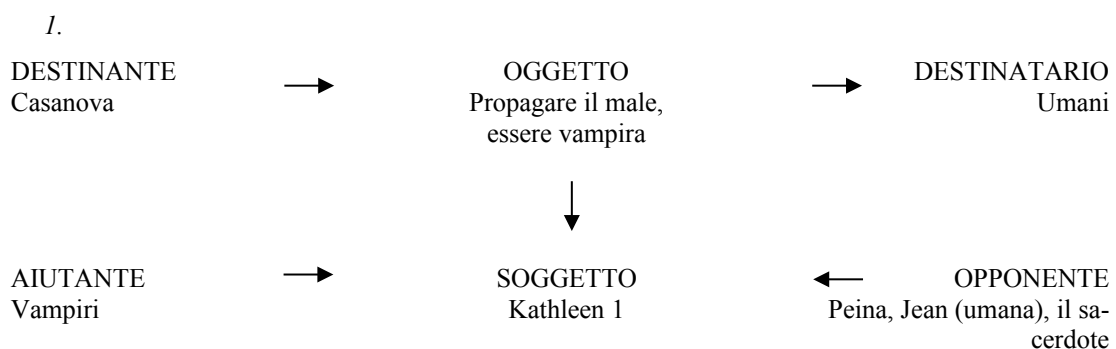 1.
DESTINANTE OGGETTO DESTINATARIO
Casanova Propagare il male, Umani
essere vampira
AIUTANTE SOGGETTO OPPONENTE
Vampiri Kathleen 1 Peina, Jean (umana), il sa-
cerdote